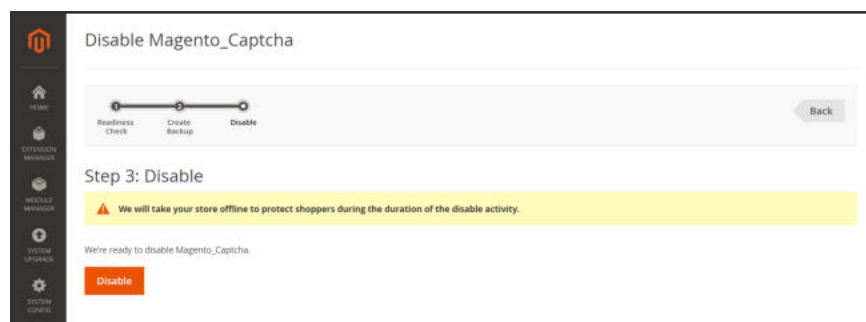 Disable Magento_Captcha
HOME
EXTENSION
MANAGER
MODULE
MANAGER
SYSTEM
UPGRADE
SYSTEM
CONFIG
1
2
Readiness
Check
Create
Backup
Disable
Back
Step 3: Disable
We will take your store offline to protect shoppers during the duration of the disable activity.
We're ready to disable Magento_Captcha.
Disable